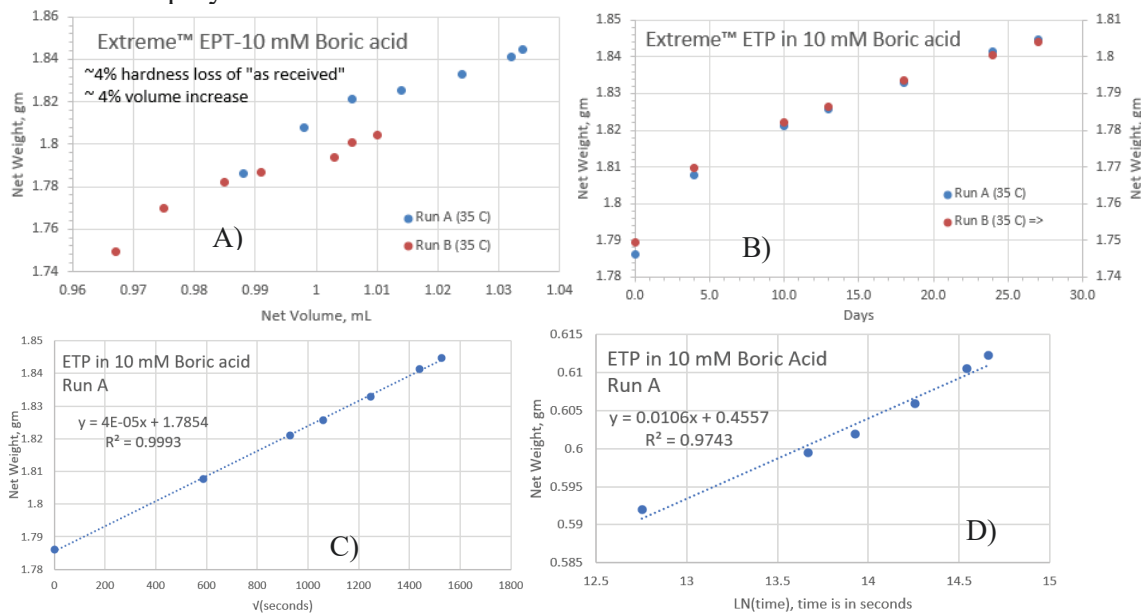 Extreme™ EPT-10 mM Boric acid
~4% hardness loss of "as received"
~ 4% volume increase
Net Weight, gm
1.86
1.84
1.82
1.8
1.78
1.76
1.74
Run A (35 C)
Run B (35 C)
A)
0.96 0.97 0.98 0.99 1 1.01 1.02 1.03 1.04
Net Volume, mL
Extreme™ ETP in 10 mM Boric acid
Net Weight, gm
1.86
1.85
1.84
1.83
1.82
1.81
1.8
1.79
1.78
1.81
1.8
1.79
1.78
1.77
1.76
1.75
1.74
Net Weight, gm
Run A (35 C)
Run B (35 C) =>
B)
0.0 5.0 10.0 15.0 20.0 25.0 30.0
Days
ETP in 10 mM Boric acid
Run A
y = 4E-05x + 1.7854
R² = 0.9993
Net Weight, gm
1.85
1.84
1.83
1.82
1.81
1.8
1.79
1.78
C)
0 200 400 600 800 1000 1200 1400 1600 1800
√(seconds)
ETP in 10 mM Boric Acid
Run A
y = 0.0106x + 0.4557
R² = 0.9743
Net Weight, gm
0.615
0.61
0.605
0.6
0.595
0.59
0.585
D)
12.5 13 13.5 14 14.5 15
LN(time), time is in seconds